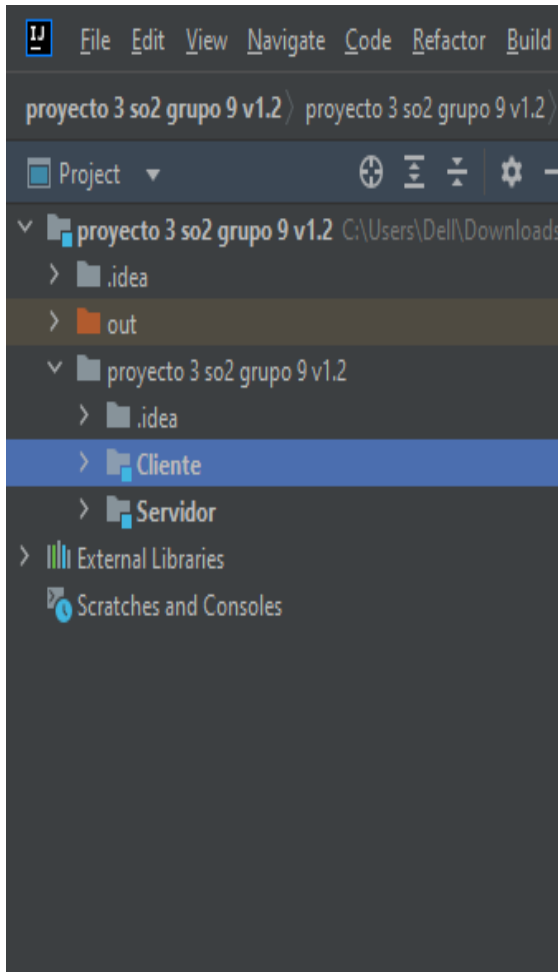 IJ File Edit View Navigate Code Refactor Build
proyecto 3 so2 grupo 9 v1.2 〉 proyecto 3 so2 grupo 9 v1.2 〉
Project
proyecto 3 so2 grupo 9 v1.2 C:\Users\Dell\Downloads
.idea
out
proyecto 3 so2 grupo 9 v1.2
.idea
Cliente
Servidor
External Libraries
Scratches and Consoles